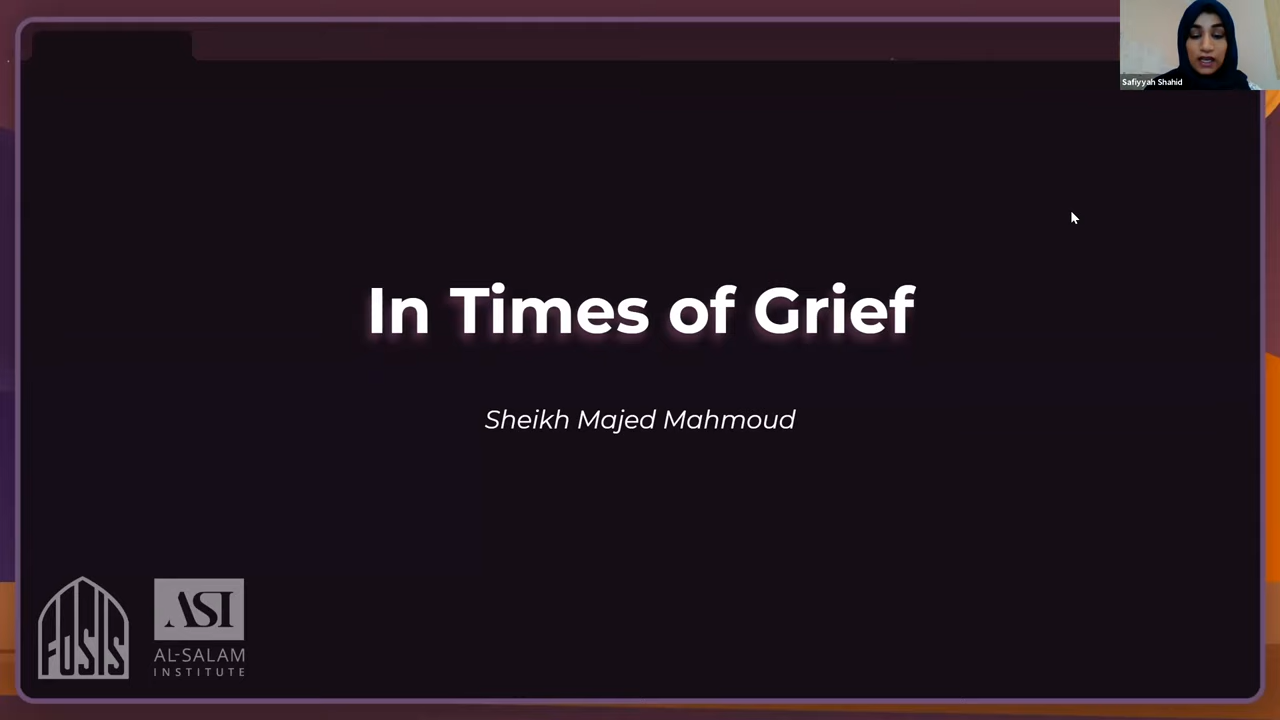 Safiyyah Shahid
In Times of Grief
Sheikh Majed Mahmoud
FOSIS
ASI
AL-SALAM
INSTITUTE